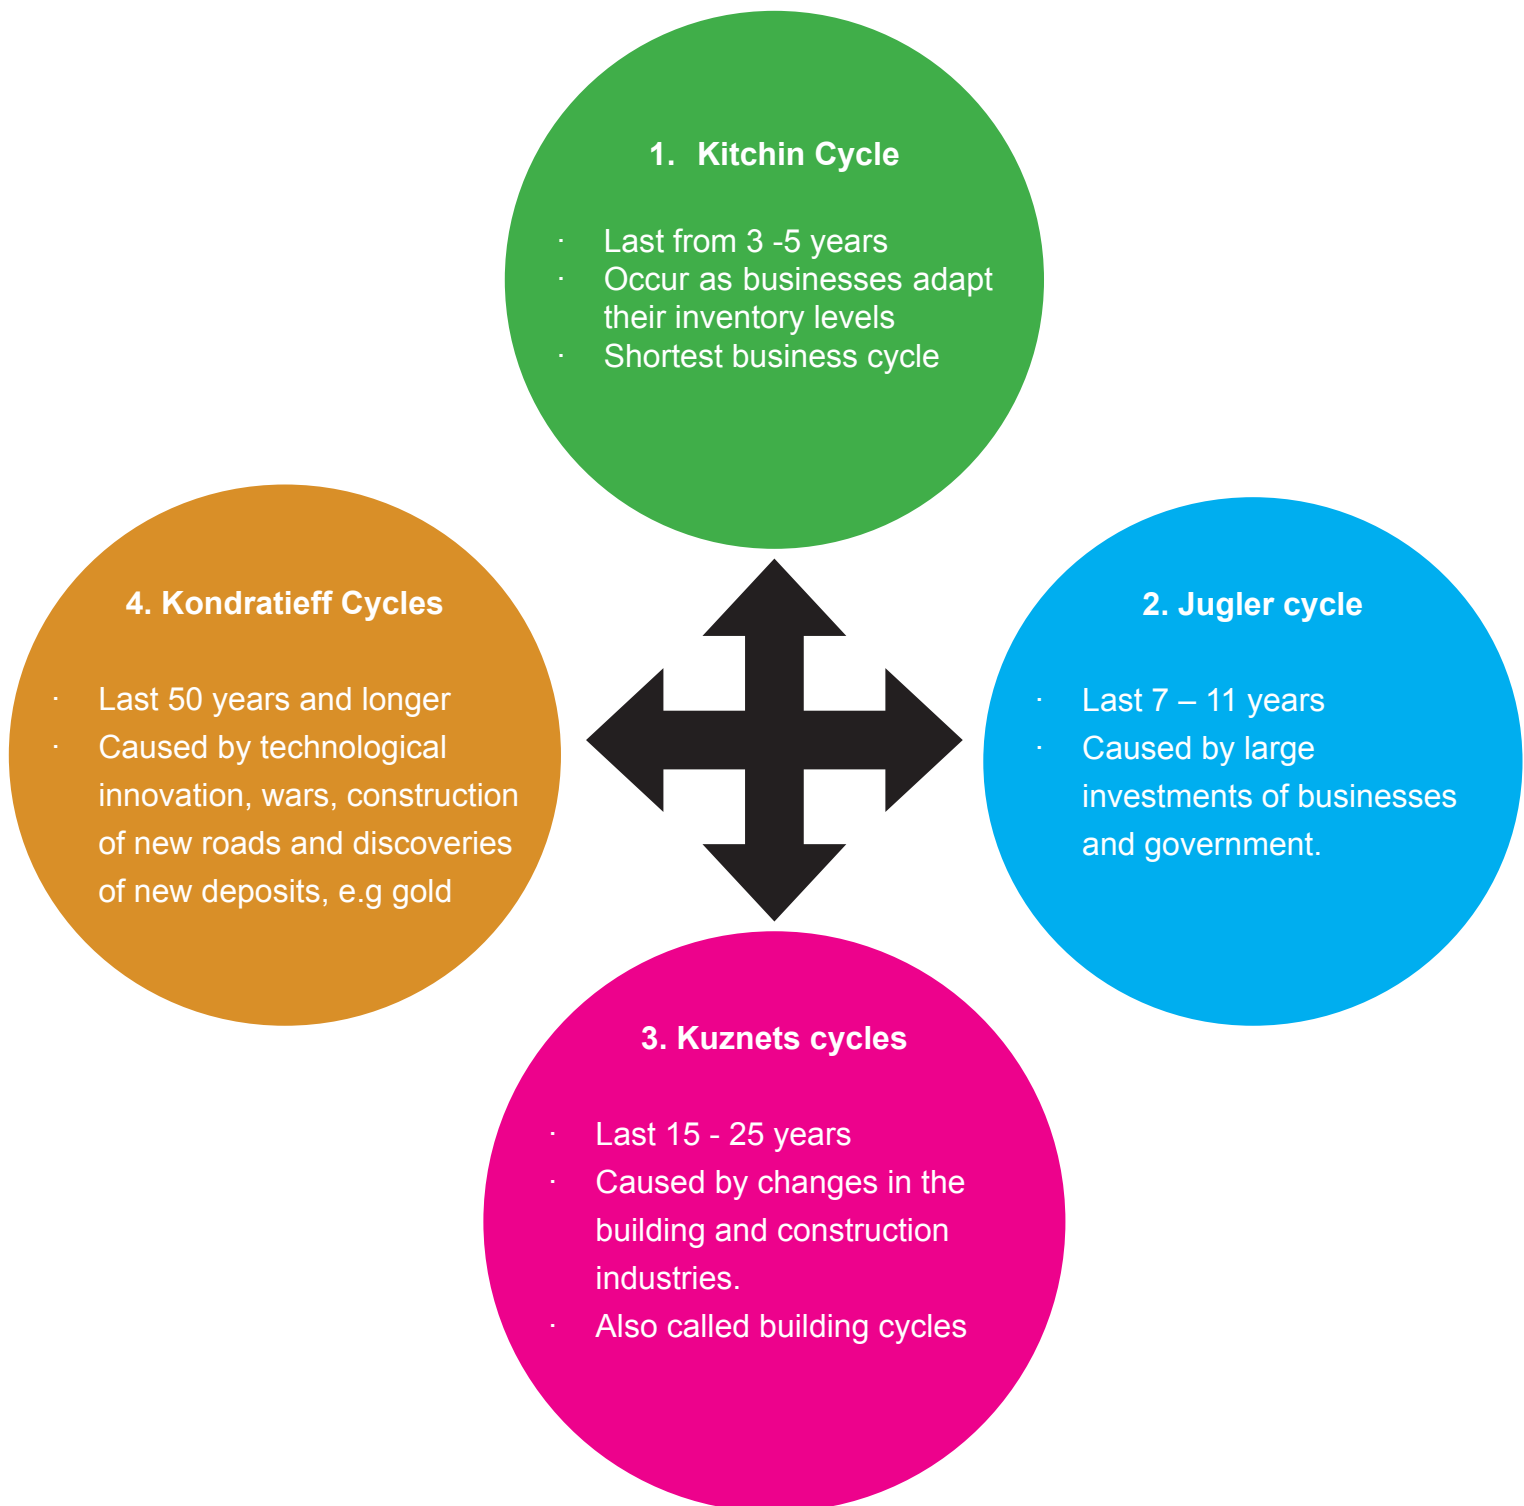 1. Kitchin Cycle
· Last from 3 -5 years
· Occur as businesses adapt
their inventory levels
· Shortest business cycle
2. Jugler cycle
· Last 7 – 11 years
· Caused by large
investments of businesses
and government.
3. Kuznets cycles
· Last 15 - 25 years
· Caused by changes in the
building and construction
industries.
· Also called building cycles
4. Kondratieff Cycles
· Last 50 years and longer
· Caused by technological
innovation, wars, construction
of new roads and discoveries
of new deposits, e.g gold